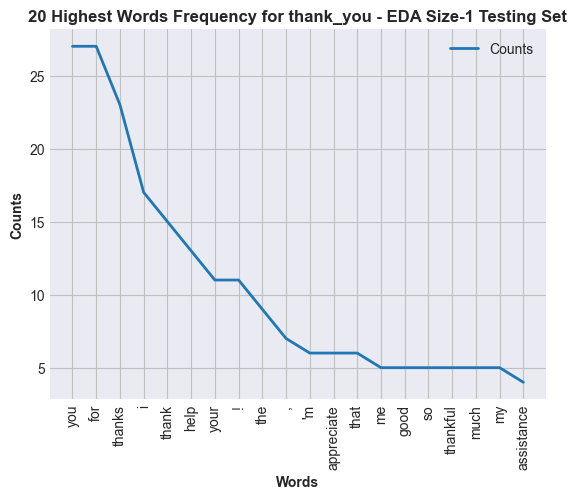 20 Highest Words Frequency for thank_you - EDA Size-1 Testing Set
Counts
25
20
15
10
5
Counts
you
for
thanks
i
thank
help
your
!
the
,
'm
appreciate
that
me
good
so
thankful
much
my
assistance
Words